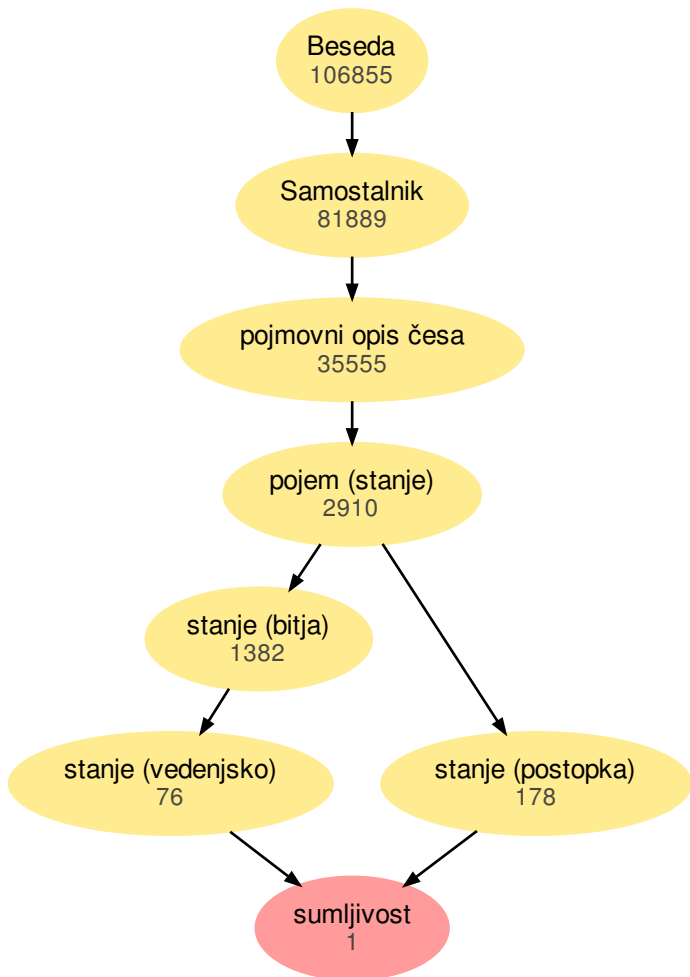 Beseda
106855
Samostalnik
81889
pojmovni opis česa
35555
pojem (stanje)
2910
stanje (bitja)
1382
stanje (vedenjsko)
76
stanje (postopka)
178
sumljivost
1